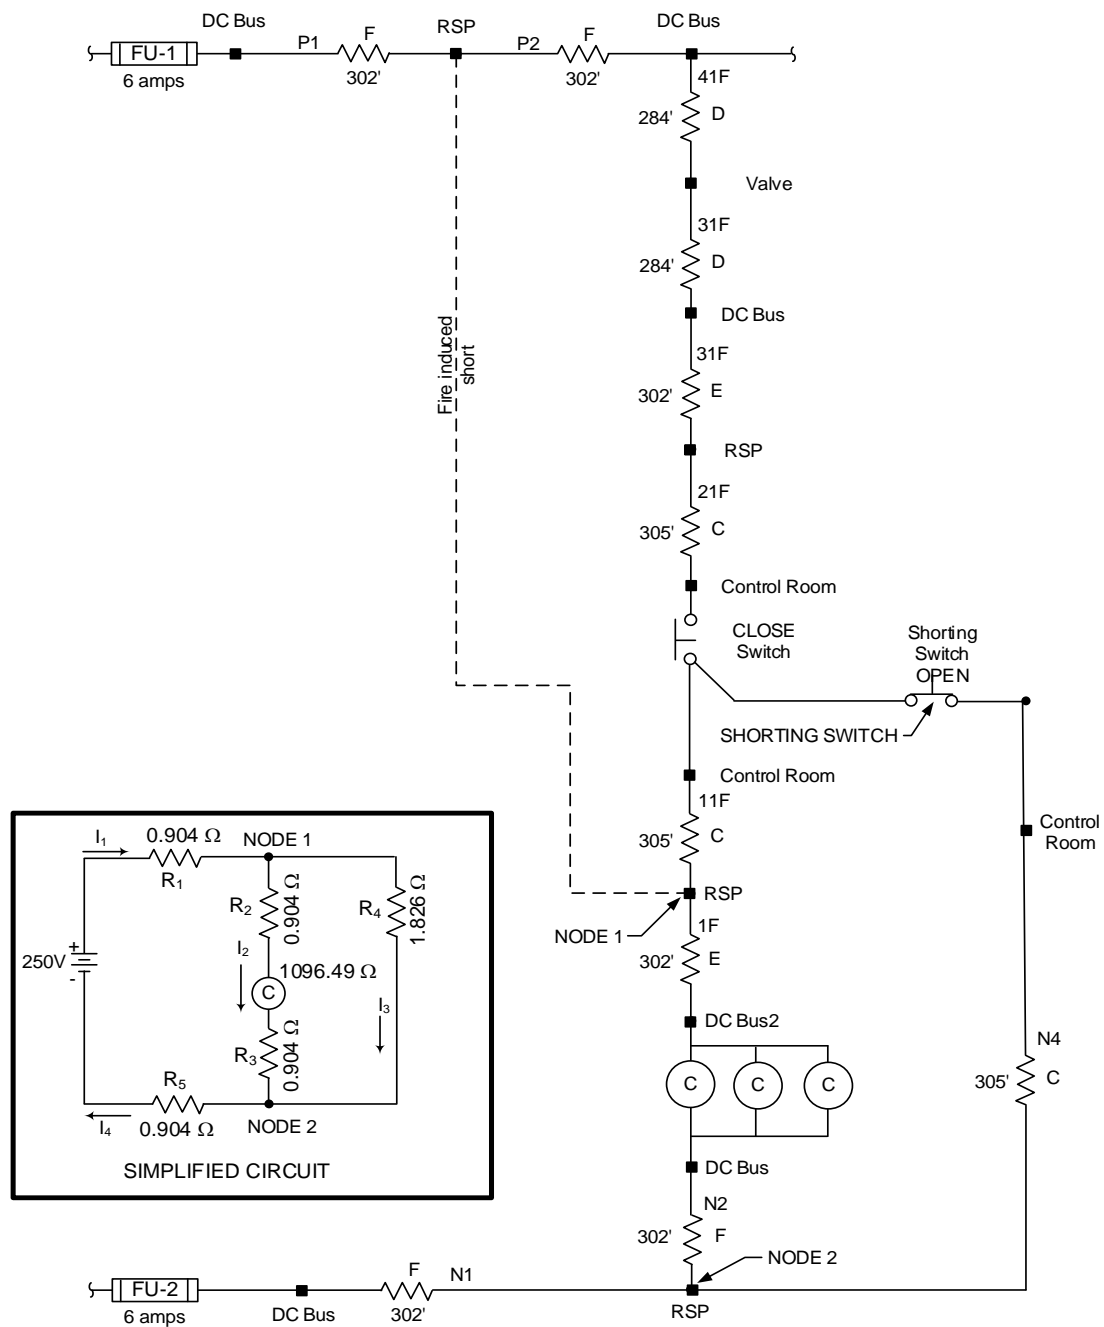 DC Bus
RSP
DC Bus
FU-1
P1
F
P2
F
6 amps
302'
302'
41F
284'
D
Valve
31F
284'
D
DC Bus
31F
302'
E
Fire induced
short
RSP
21F
305'
C
Control Room
CLOSE
Switch
Shorting
Switch
OPEN
SHORTING SWITCH
Control Room
11F
305'
C
Control
Room
RSP
NODE 1
1F
302'
E
DC Bus2
C
C
C
N4
305'
C
DC Bus
N2
302'
F
NODE 2
I1
0.904 Ω
NODE 1
R1
R2
0.904 Ω
R4
1.826 Ω
I2
1096.49 Ω
250V
+
-
C
I3
R3
0.904 Ω
R5
I4
0.904 Ω
NODE 2
SIMPLIFIED CIRCUIT
FU-2
F
N1
6 amps
DC Bus
302'
RSP